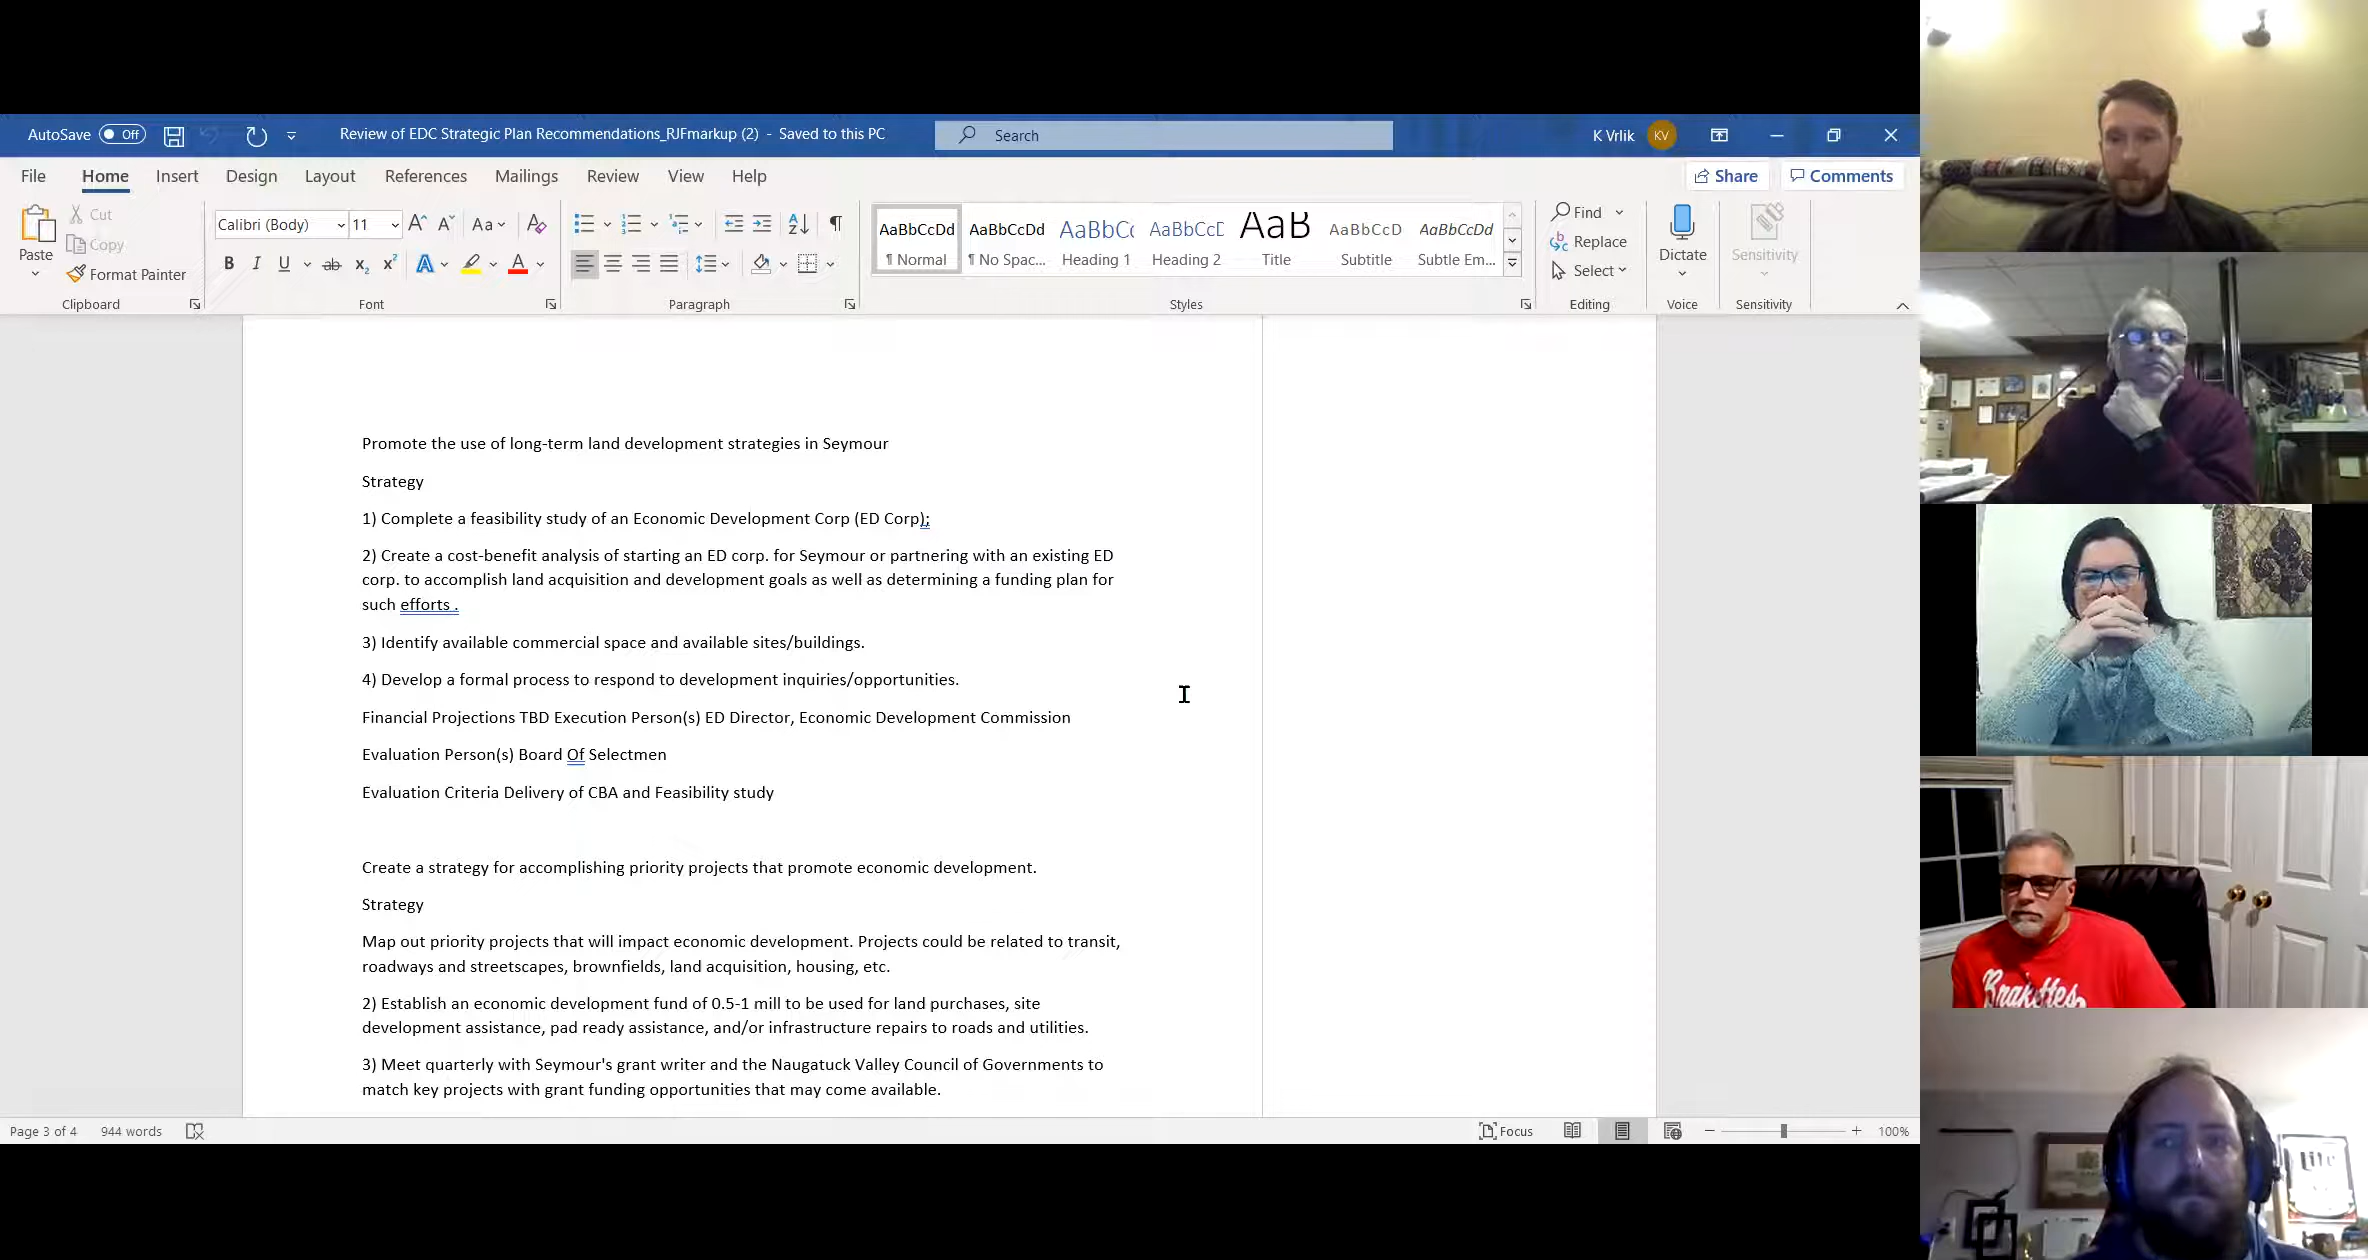 AutoSave Off Review of EDC Strategic Plan Recommendations_RJFmarkup (2) - Saved to this PC Search K Vrlik KV
File Home Insert Design Layout References Mailings Review View Help Share Comments
Paste Cut Copy Format Painter Clipboard
Calibri (Body) 11 Aa Font
Paragraph
AaBbCcDd ¶ Normal
AaBbCcDd ¶ No Spac...
AaBbCc Heading 1
AaBbCcD Heading 2
AaB Title
AaBbCcD Subtitle
AaBbCcDd Subtle Em...
Styles
Find Replace Select Editing
Dictate Voice
Sensitivity Sensitivity
Promote the use of long-term land development strategies in Seymour
Strategy
1) Complete a feasibility study of an Economic Development Corp (ED Corp);
2) Create a cost-benefit analysis of starting an ED corp. for Seymour or partnering with an existing ED
corp. to accomplish land acquisition and development goals as well as determining a funding plan for
such efforts .
3) Identify available commercial space and available sites/buildings.
4) Develop a formal process to respond to development inquiries/opportunities.
Financial Projections TBD Execution Person(s) ED Director, Economic Development Commission
Evaluation Person(s) Board Of Selectmen
Evaluation Criteria Delivery of CBA and Feasibility study
Create a strategy for accomplishing priority projects that promote economic development.
Strategy
Map out priority projects that will impact economic development. Projects could be related to transit,
roadways and streetscapes, brownfields, land acquisition, housing, etc.
2) Establish an economic development fund of 0.5-1 mill to be used for land purchases, site
development assistance, pad ready assistance, and/or infrastructure repairs to roads and utilities.
3) Meet quarterly with Seymour's grant writer and the Naugatuck Valley Council of Governments to
match key projects with grant funding opportunities that may come available.
Page 3 of 4 944 words Focus 100%
Brakettes